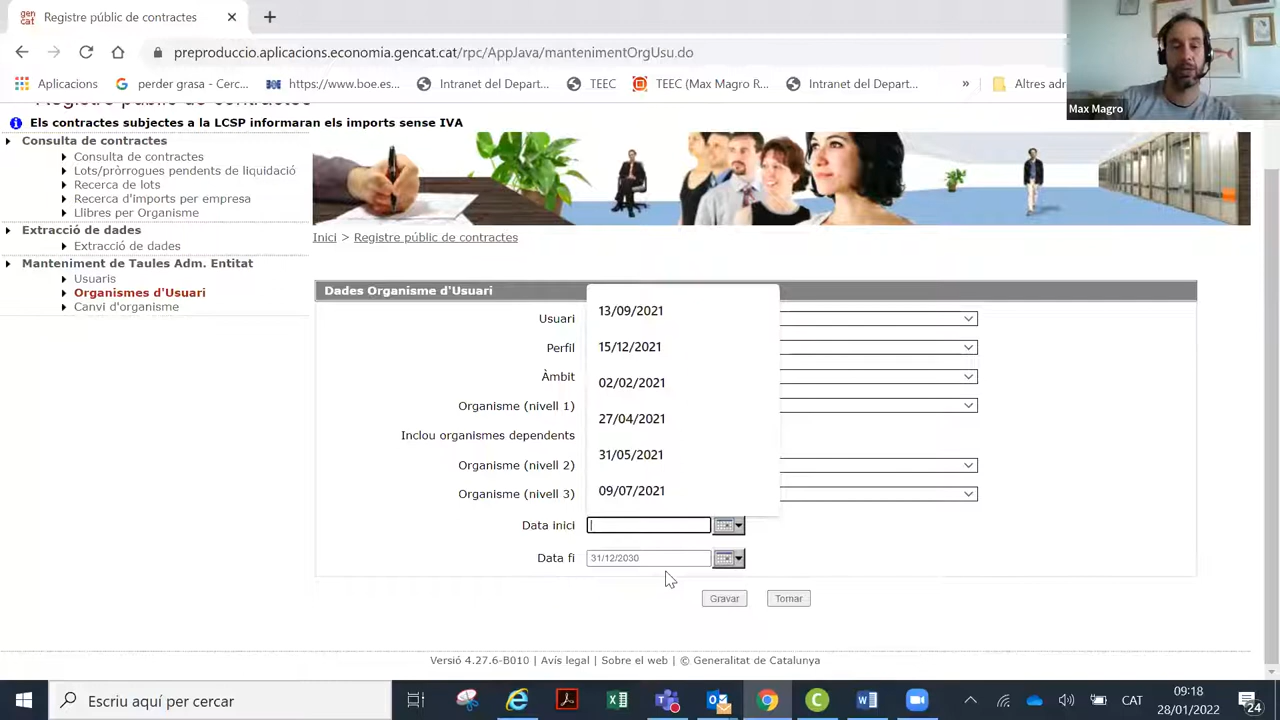 gen
cat
Registre públic de contractes
preproduccio.aplicacions.economia.gencat.cat/rpc/AppJava/mantenimentOrgUsu.do
Aplicacions
perder grasa - Cerc...
https://www.boe.es...
Intranet del Depart...
TEEC
TEEC (Max Magro R...
Intranet del Depart...
»
Altres adr
Max Magro
Registre públic de contractes
Els contractes subjectes a la LCSP informaran els imports sense IVA
Consulta de contractes
Consulta de contractes
Lots/pròrrogues pendents de liquidació
Recerca de lots
Recerca d'imports per empresa
Llibres per Organisme
Extracció de dades
Extracció de dades
Manteniment de Taules Adm. Entitat
Usuaris
Organismes d'Usuari
Canvi d'organisme
Inici > Registre públic de contractes
Dades Organisme d'Usuari
Usuari
Perfil
Àmbit
Organisme (nivell 1)
Inclou organismes dependents
Organisme (nivell 2)
Organisme (nivell 3)
Data inici
Data fi 31/12/2030
13/09/2021
15/12/2021
02/02/2021
27/04/2021
31/05/2021
09/07/2021
Gravar Tornar
Versió 4.27.6-B010 | Avís legal | Sobre el web | © Generalitat de Catalunya
Escriu aquí per cercar
CAT
09:18
28/01/2022
24